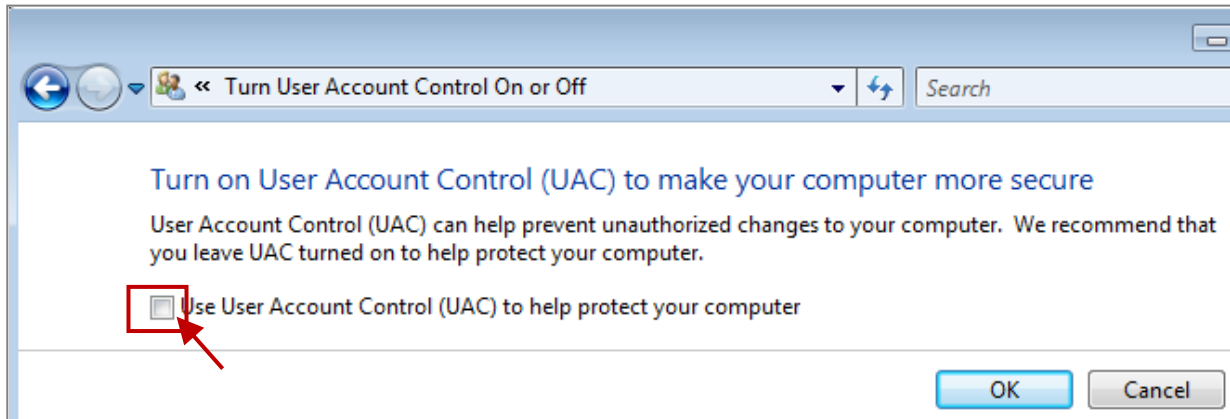 « Turn User Account Control On or Off
Search
Turn on User Account Control (UAC) to make your computer more secure
User Account Control (UAC) can help prevent unauthorized changes to your computer. We recommend that
you leave UAC turned on to help protect your computer.
Use User Account Control (UAC) to help protect your computer
OK
Cancel